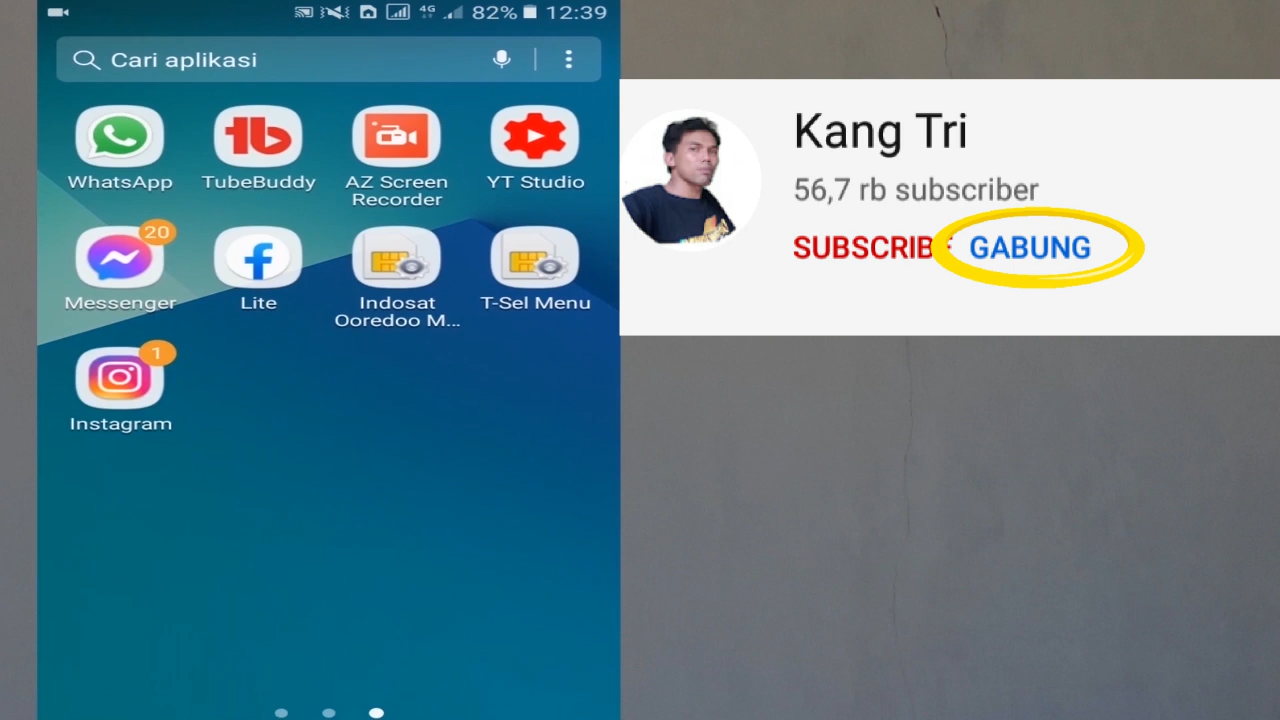 4G 82% 12:39
Cari aplikasi
WhatsApp TubeBuddy AZ Screen Recorder YT Studio
20
Messenger Lite Indosat Ooredoo M... T-Sel Menu
1
Instagram
Kang Tri
56,7 rb subscriber
SUBSCRIBE GABUNG